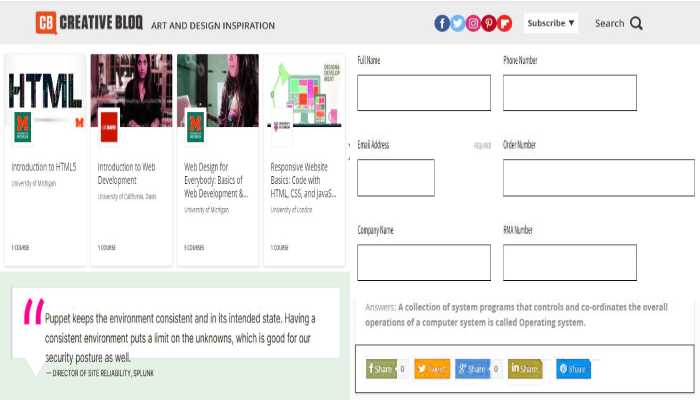 CB CREATIVE BLOQ ART AND DESIGN INSPIRATION
Subscribe ▼
Search
HTML
DESIGN
DEVELOP
MENT
Introduction to HTML5
University of Michigan
1 COURSE
Introduction to Web
Development
University of California, Davis
1 COURSE
Web Design for
Everybody: Basics of
Web Development &...
University of Michigan
5 COURSES
Responsive Website
Basics: Code with
HTML, CSS, and JavaS...
University of London
1 COURSE
Full Name
Phone Number
Email Address
REQUIRED
Order Number
Company Name
RMA Number
Puppet keeps the environment consistent and in its intended state. Having a
consistent environment puts a limit on the unknowns, which is good for our
security posture as well.
— DIRECTOR OF SITE RELIABILITY, SPLUNK
Answers: A collection of system programs that controls and co-ordinates the overall
operations of a computer system is called Operating system.
Share 0
Tweet
Share 0
Share
Share